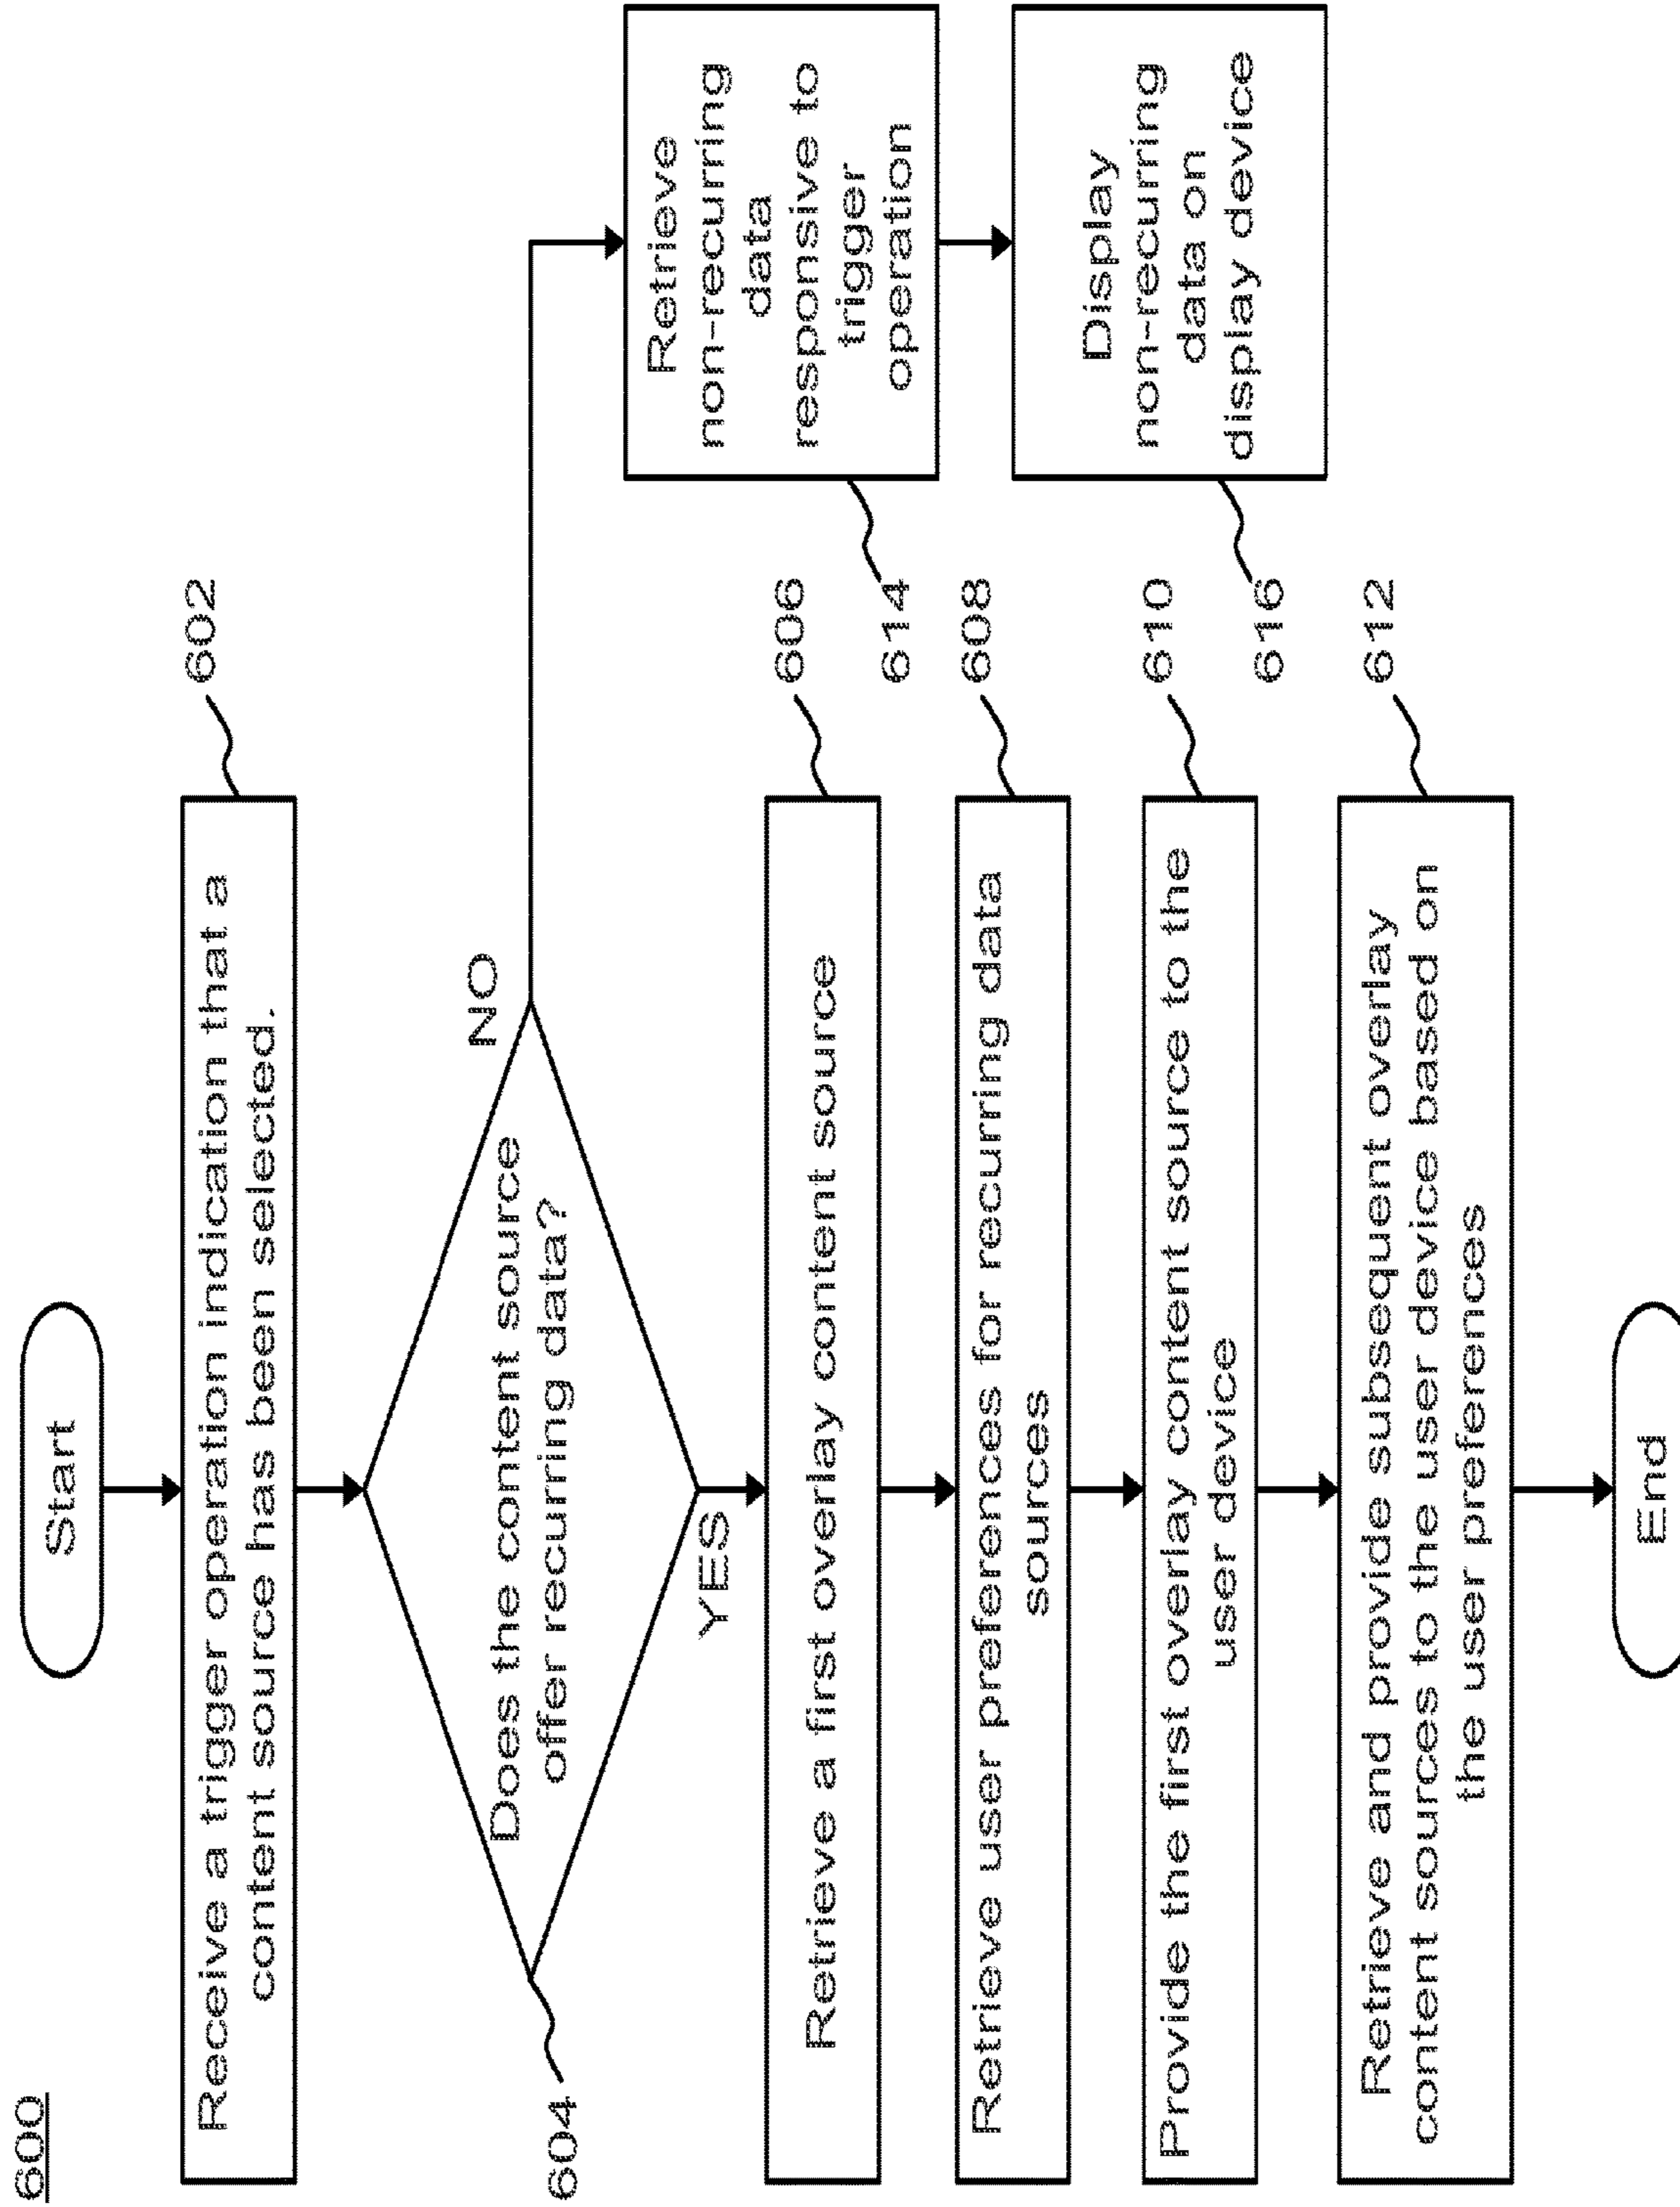 600
Start
Receive a trigger operation indication that a
content source has been selected.
602
Does the content source
offer recurring data?
604
NO
YES
Retrieve
non-recurring
data
responsive to
trigger
operation
614
Display
non-recurring
data on
display device
616
Retrieve a first overlay content source
606
Retrieve user preferences for recurring data
sources
608
Provide the first overlay content source to the
user device
610
Retrieve and provide subsequent overlay
content sources to the user device based on
the user preferences
612
End